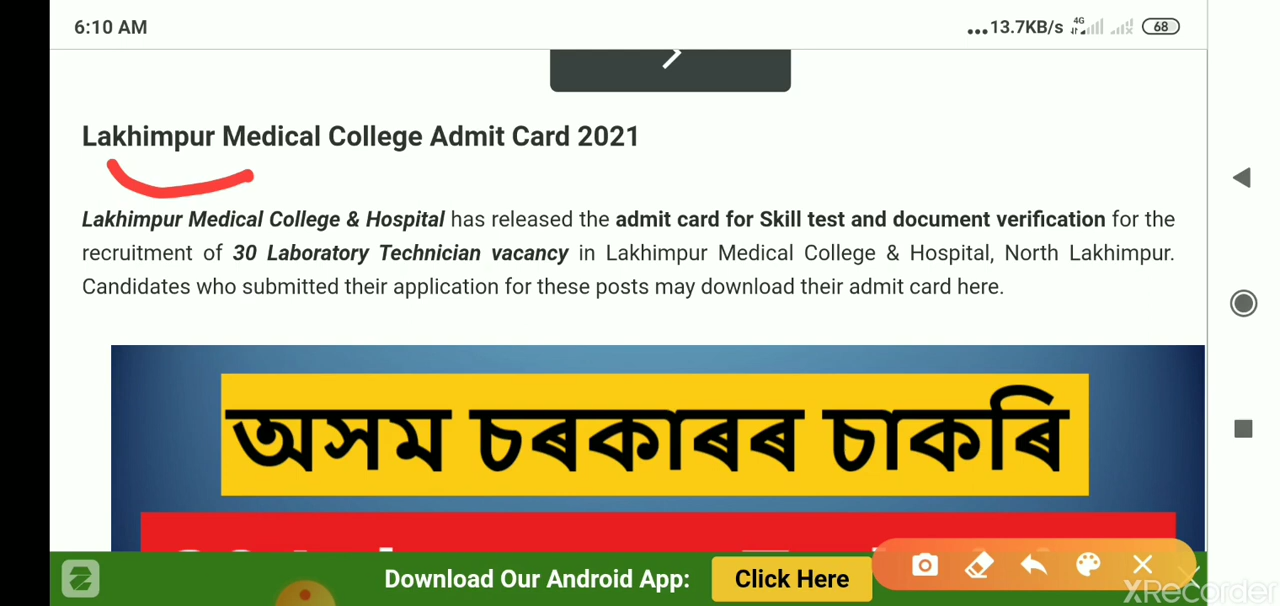 6:10 AM
...13.7KB/s 4G 68
Lakhimpur Medical College Admit Card 2021
Lakhimpur Medical College & Hospital has released the admit card for Skill test and document verification for the
recruitment of 30 Laboratory Technician vacancy in Lakhimpur Medical College & Hospital, North Lakhimpur.
Candidates who submitted their application for these posts may download their admit card here.
অসম চৰকাৰৰ চাকৰি
Download Our Android App: Click Here
XRecorder